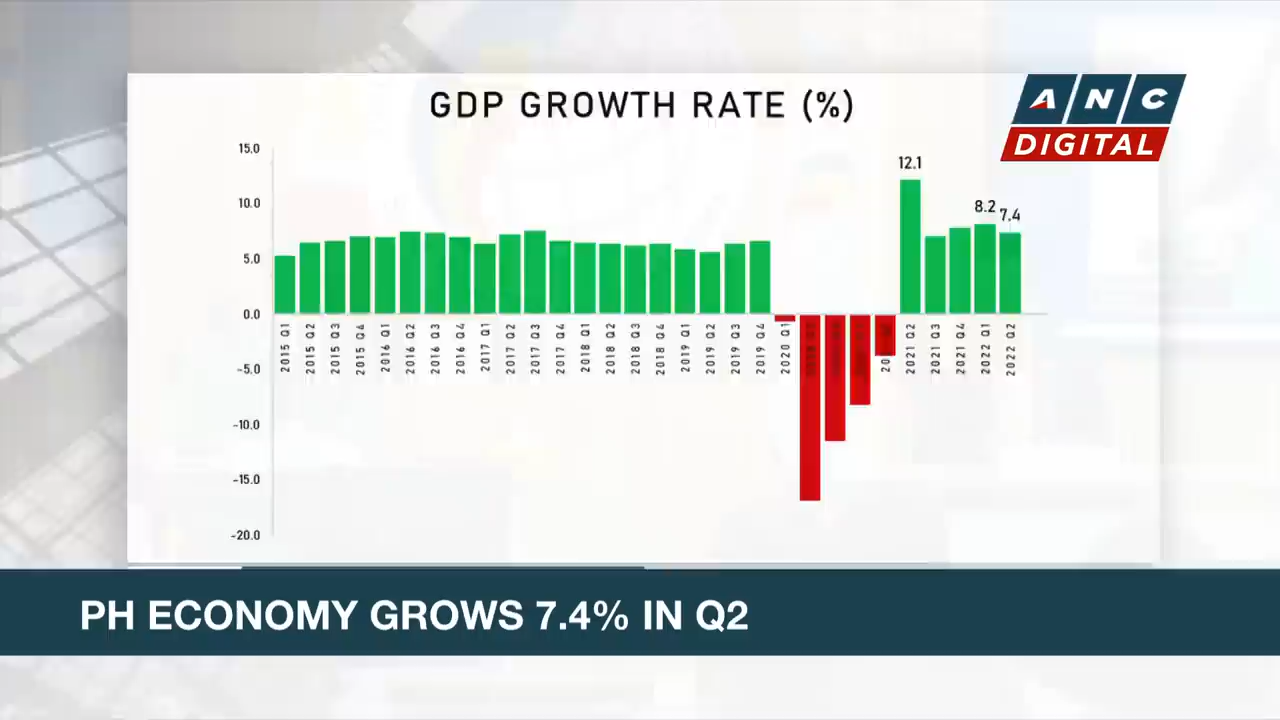 GDP GROWTH RATE (%)
ANC
DIGITAL
15.0
10.0
5.0
0.0
-5.0
-10.0
-15.0
-20.0
12.1
8.2
7.4
2015 Q1
2015 Q2
2015 Q3
2015 Q4
2016 Q1
2016 Q2
2016 Q3
2016 Q4
2017 Q1
2017 Q2
2017 Q3
2017 Q4
2018 Q1
2018 Q2
2018 Q3
2018 Q4
2019 Q1
2019 Q2
2019 Q3
2019 Q4
2020 Q1
2021 Q2
2021 Q3
2021 Q4
2022 Q1
2022 Q2
PH ECONOMY GROWS 7.4% IN Q2